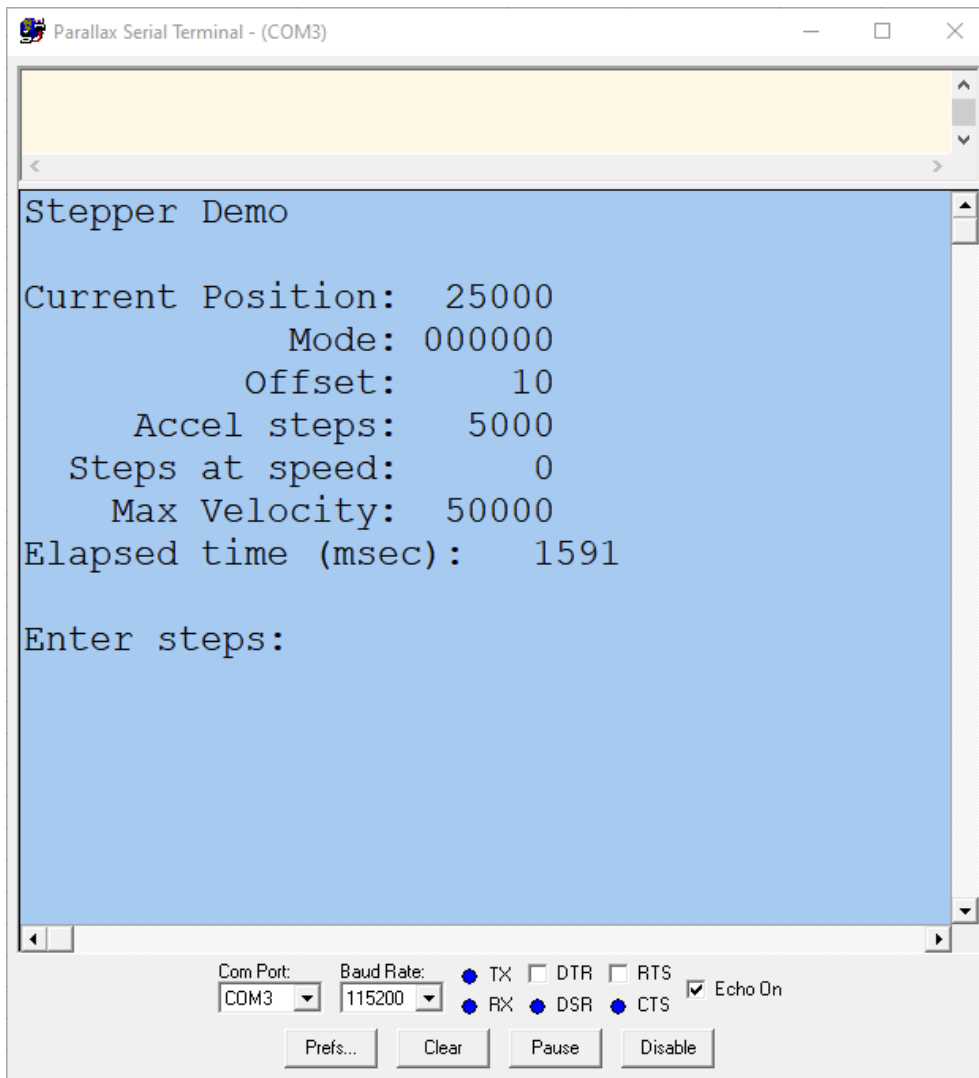 Parallax Serial Terminal - (COM3)
Stepper Demo
Current Position:  25000
Mode: 000000
Offset:     10
Accel steps:   5000
Steps at speed:      0
Max Velocity:  50000
Elapsed time (msec):   1591
Enter steps:
Com Port: Baud Rate: TX DTR RTS
COM3 115200 RX DSR CTS Echo On
Prefs... Clear Pause Disable